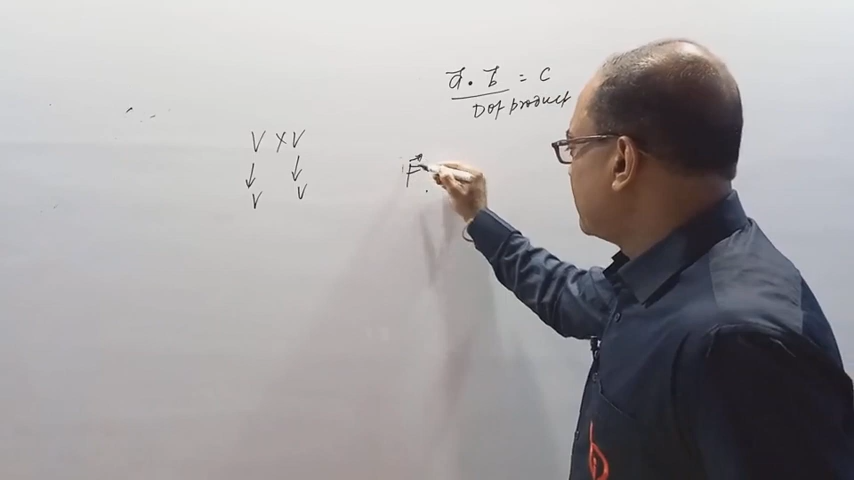 a⃗ · b⃗ = c
Dot product
V × V
↓ ↓
V V
F⃗